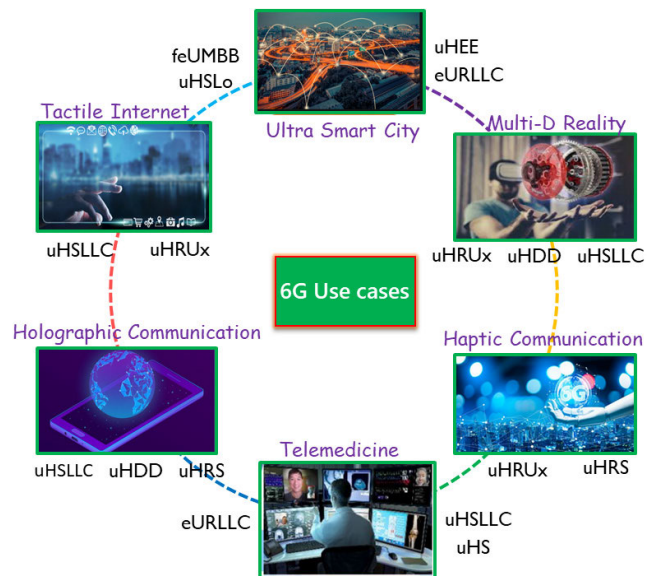 feUMBB
uHSLo
uHEE
eURLLC
Ultra Smart City
Tactile Internet
uHSLLC uHRUx
Multi-D Reality
uHRUx uHDD uHSLLC
6G Use cases
Holographic Communication
uHSLLC uHDD uHRS
Haptic Communication
6G
uHRUx uHRS
Telemedicine
eURLLC
uHSLLC
uHS